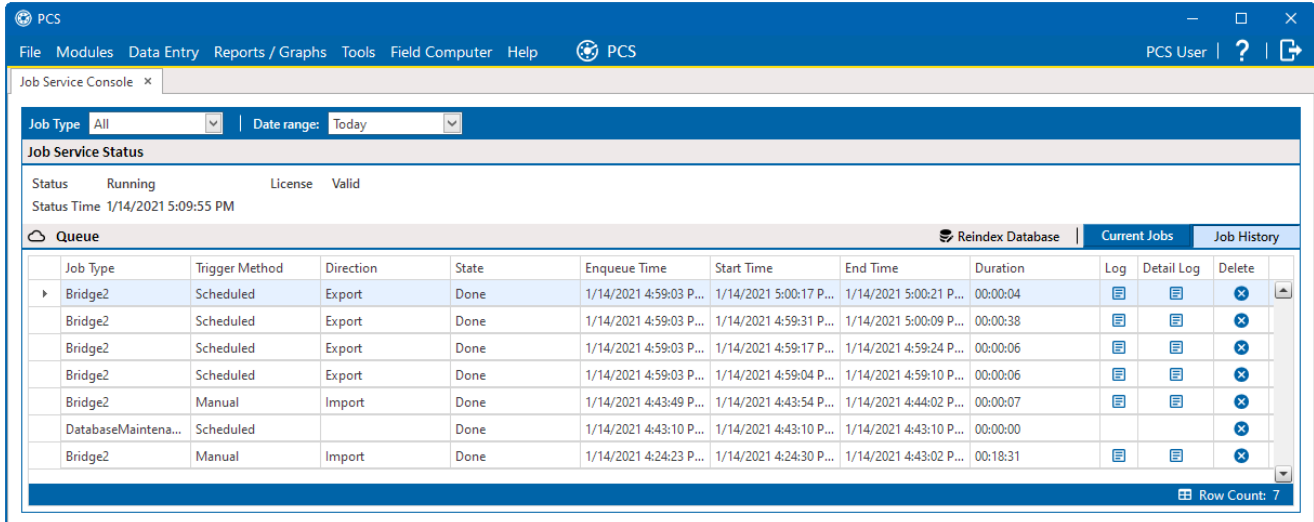 PCS
File Modules Data Entry Reports / Graphs Tools Field Computer Help PCS PCS User | ? |
Job Service Console ×
Job Type All | Date range: Today
Job Service Status
Status Running License Valid
Status Time 1/14/2021 5:09:55 PM
Queue Reindex Database | Current Jobs Job History
Job Type Trigger Method Direction State Enqueue Time Start Time End Time Duration Log Detail Log Delete
Bridge2 Scheduled Export Done 1/14/2021 4:59:03 P... 1/14/2021 5:00:17 P... 1/14/2021 5:00:21 P... 00:00:04
Bridge2 Scheduled Export Done 1/14/2021 4:59:03 P... 1/14/2021 4:59:31 P... 1/14/2021 5:00:09 P... 00:00:38
Bridge2 Scheduled Export Done 1/14/2021 4:59:03 P... 1/14/2021 4:59:17 P... 1/14/2021 4:59:24 P... 00:00:06
Bridge2 Scheduled Export Done 1/14/2021 4:59:03 P... 1/14/2021 4:59:04 P... 1/14/2021 4:59:10 P... 00:00:06
Bridge2 Manual Import Done 1/14/2021 4:43:49 P... 1/14/2021 4:43:54 P... 1/14/2021 4:44:02 P... 00:00:07
DatabaseMaintena... Scheduled Done 1/14/2021 4:43:10 P... 1/14/2021 4:43:10 P... 1/14/2021 4:43:10 P... 00:00:00
Bridge2 Manual Import Done 1/14/2021 4:24:23 P... 1/14/2021 4:24:30 P... 1/14/2021 4:43:02 P... 00:18:31
Row Count: 7